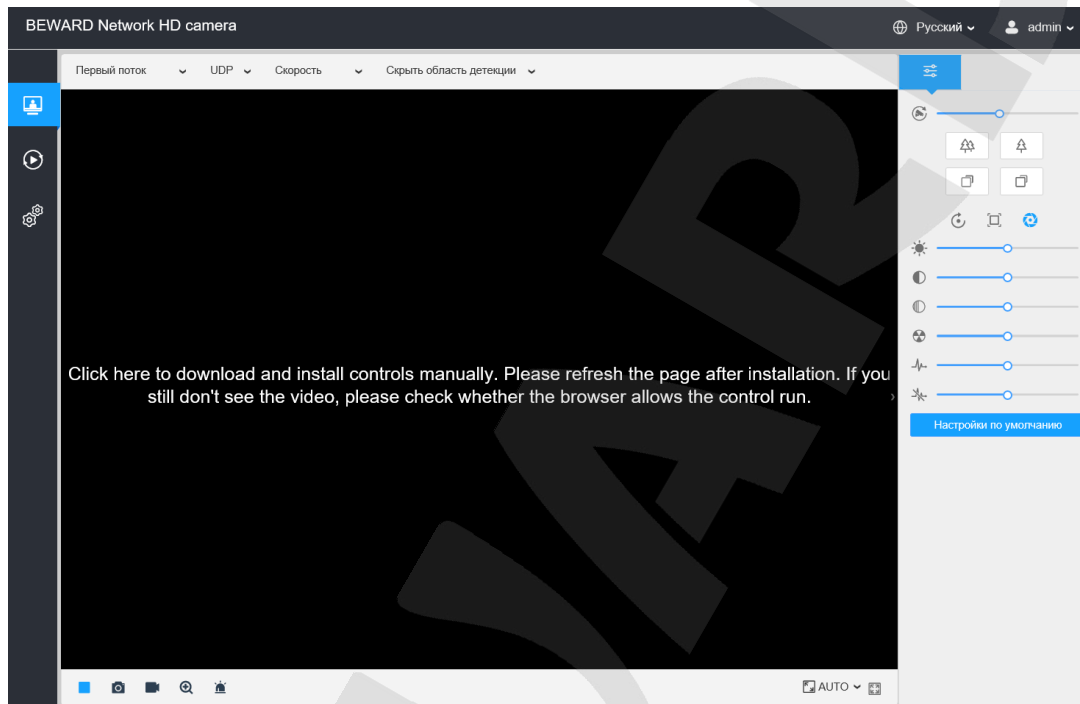 BEWARD Network HD camera
Русский
admin
Первый поток
UDP
Скорость
Скрыть область детекции
Click here to download and install controls manually. Please refresh the page after installation. If you
still don't see the video, please check whether the browser allows the control run.
Настройки по умолчанию
AUTO